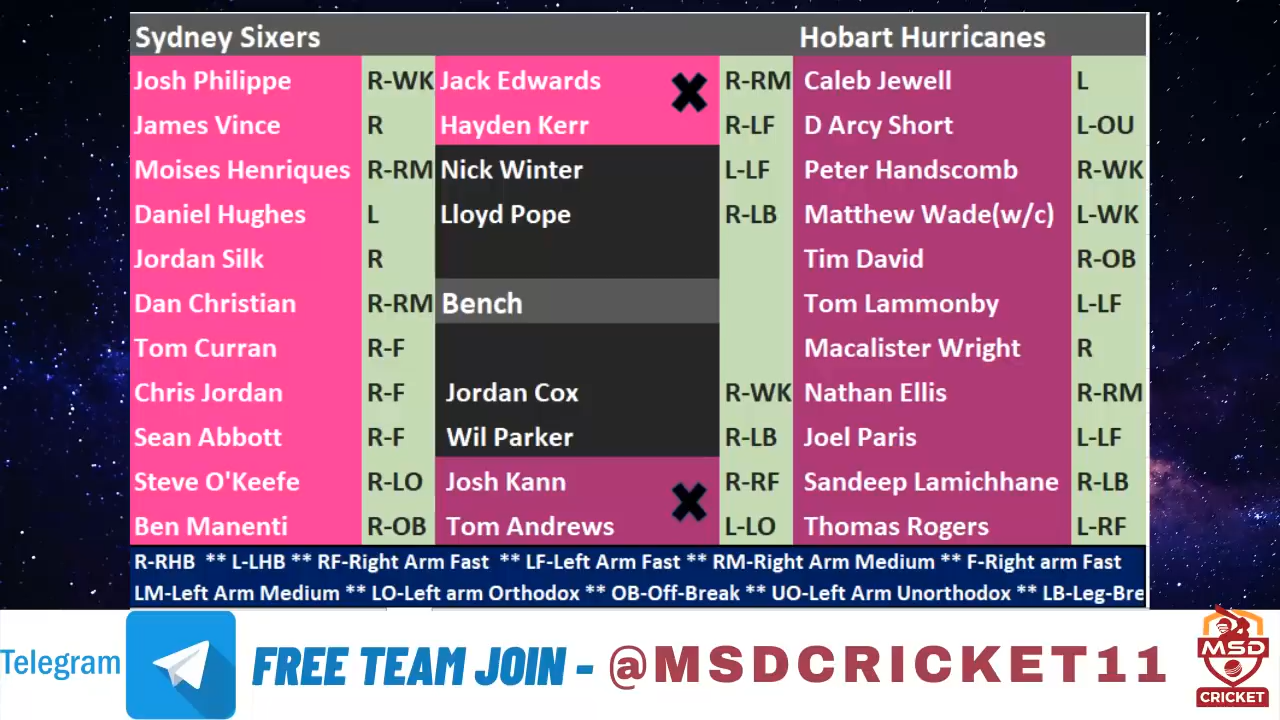 Sydney Sixers Hobart Hurricanes
Josh Philippe R-WK Jack Edwards R-RM Caleb Jewell L
James Vince R Hayden Kerr R-LF D Arcy Short L-OU
Moises Henriques R-RM Nick Winter L-LF Peter Handscomb R-WK
Daniel Hughes L Lloyd Pope R-LB Matthew Wade(w/c) L-WK
Jordan Silk R Tim David R-OB
Dan Christian R-RM Bench Tom Lammonby L-LF
Tom Curran R-F Macalister Wright R
Chris Jordan R-F Jordan Cox R-WK Nathan Ellis R-RM
Sean Abbott R-F Wil Parker R-LB Joel Paris L-LF
Steve O'Keefe R-LO Josh Kann R-RF Sandeep Lamichhane R-LB
Ben Manenti R-OB Tom Andrews L-LO Thomas Rogers L-RF
R-RHB ** L-LHB ** RF-Right Arm Fast ** LF-Left Arm Fast ** RM-Right Arm Medium ** F-Right arm Fast
LM-Left Arm Medium ** LO-Left arm Orthodox ** OB-Off-Break ** UO-Left Arm Unorthodox ** LB-Leg-Bre
Telegram FREE TEAM JOIN - @MSDCRICKET11
MSD
CRICKET